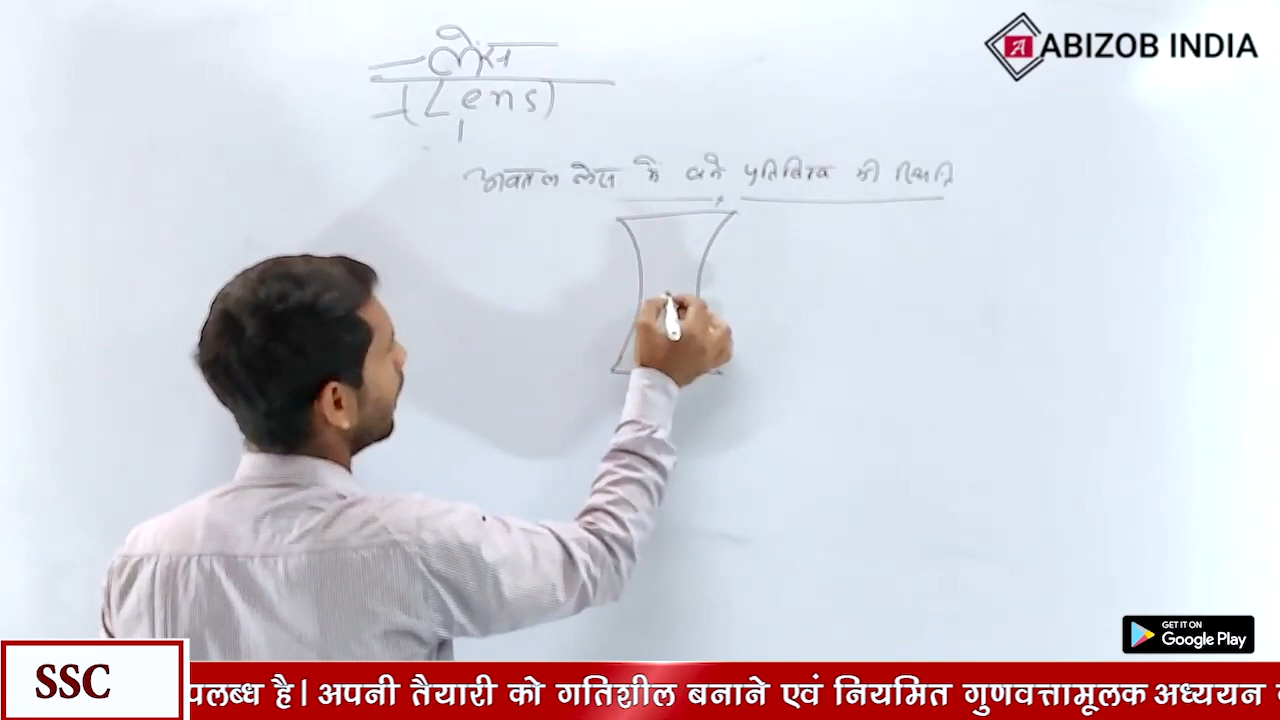 लेंस
(Lens)
अवतल लेंस में बने प्रतिबिम्ब की स्थिति
ABIZOB INDIA
GET IT ON
Google Play
SSC
पलब्ध है। अपनी तैयारी को गतिशील बनाने एवं नियमित गुणवत्तामूलक अध्ययन